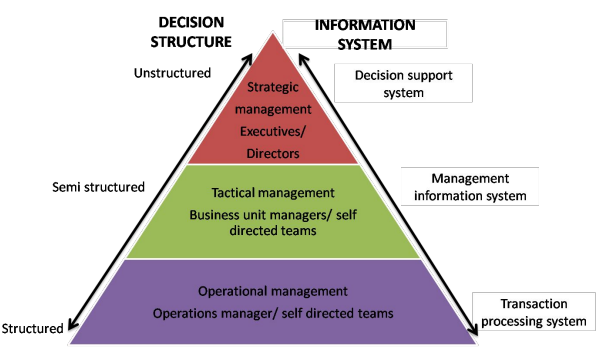 DECISION
STRUCTURE
INFORMATION
SYSTEM
Unstructured
Decision support
system
Strategic
management
Executives/
Directors
Semi structured
Management
information system
Tactical management
Business unit managers/ self
directed teams
Operational management
Operations manager/ self directed teams
Structured
Transaction
processing system